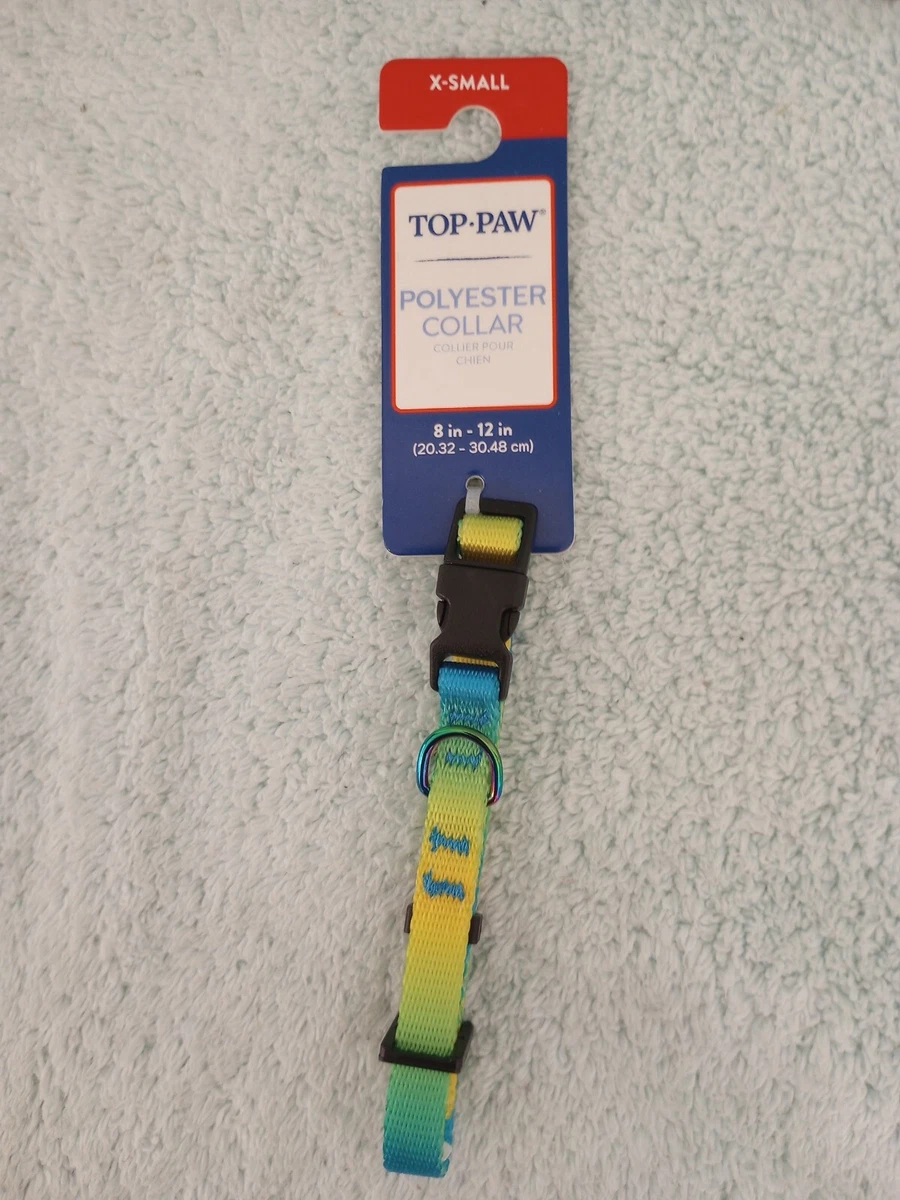 X-SMALL
TOP·PAW®
POLYESTER
COLLAR
COLLIER POUR
CHIEN
8 in - 12 in
(20.32 - 30.48 cm)